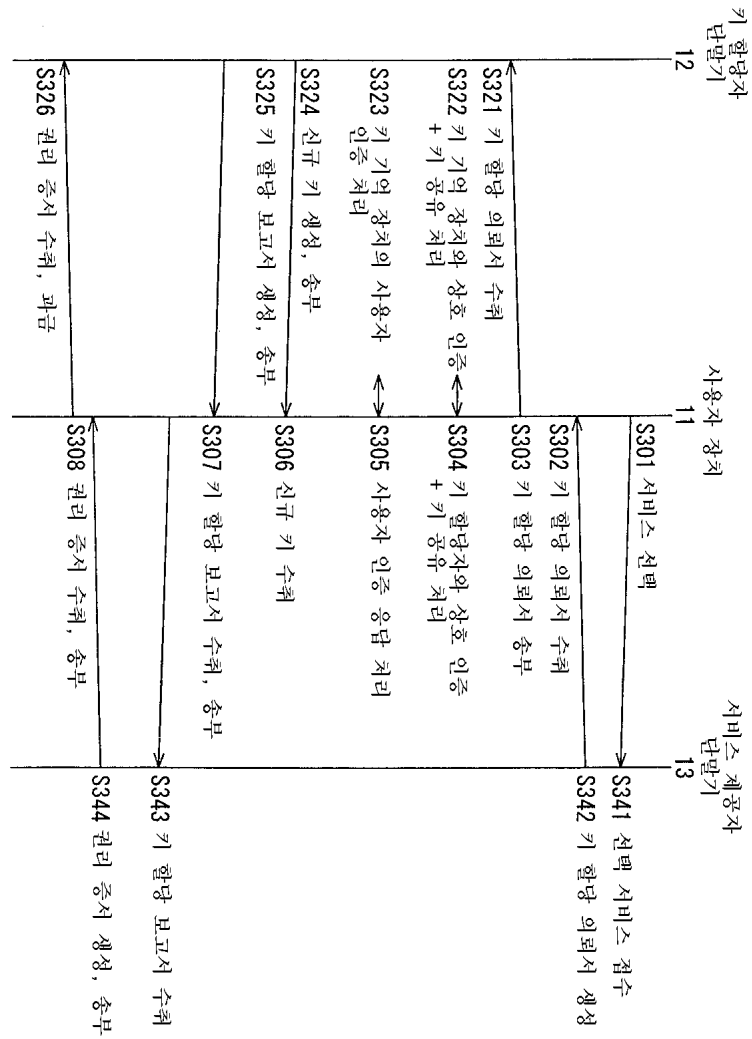 키 할당자
단말기
12
S321 키 할당 의뢰서 수취
S322 키 기억 장치와 상호 인증
+ 키 공유 처리
S323 키 기억 장치의 사용자
인증 처리
S324 신규 키 생성, 송부
S325 키 할당 보고서 생성, 송부
S326 권리 증서 수취, 과금
사용자 장치
11
S301 서비스 선택
S302 키 할당 의뢰서 수취
S303 키 할당 의뢰서 송부
S304 키 할당자와 상호 인증
+ 키 공유 처리
S305 사용자 인증 응답 처리
S306 신규 키 수취
S307 키 할당 보고서 수취, 송부
S308 권리 증서 수취, 송부
서비스 제공자
단말기
13
S341 선택 서비스 접수
S342 키 할당 의뢰서 생성
S343 키 할당 보고서 수취
S344 권리 증서 생성, 송부